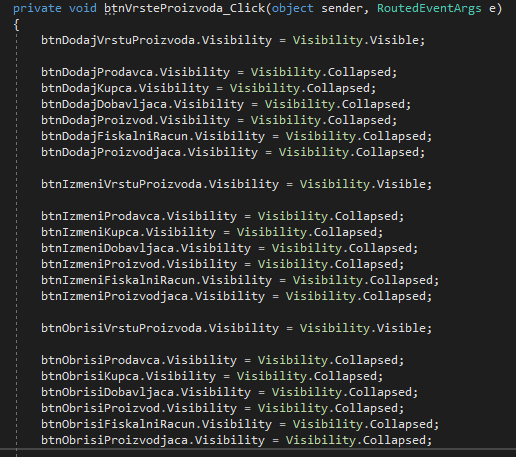 private void btnVrsteProizvoda_Click(object sender, RoutedEventArgs e)
{
btnDodajVrstuProizvoda.Visibility = Visibility.Visible;
btnDodajProdavca.Visibility = Visibility.Collapsed;
btnDodajKupca.Visibility = Visibility.Collapsed;
btnDodajDobavljaca.Visibility = Visibility.Collapsed;
btnDodajProizvod.Visibility = Visibility.Collapsed;
btnDodajFiskalniRacun.Visibility = Visibility.Collapsed;
btnDodajProizvodjaca.Visibility = Visibility.Collapsed;
btnIzmeniVrstuProizvoda.Visibility = Visibility.Visible;
btnIzmeniProdavca.Visibility = Visibility.Collapsed;
btnIzmeniKupca.Visibility = Visibility.Collapsed;
btnIzmeniDobavljaca.Visibility = Visibility.Collapsed;
btnIzmeniProizvod.Visibility = Visibility.Collapsed;
btnIzmeniFiskalniRacun.Visibility = Visibility.Collapsed;
btnIzmeniProizvodjaca.Visibility = Visibility.Collapsed;
btnObrisiVrstuProizvoda.Visibility = Visibility.Visible;
btnObrisiProdavca.Visibility = Visibility.Collapsed;
btnObrisiKupca.Visibility = Visibility.Collapsed;
btnObrisiDobavljaca.Visibility = Visibility.Collapsed;
btnObrisiProizvod.Visibility = Visibility.Collapsed;
btnObrisiFiskalniRacun.Visibility = Visibility.Collapsed;
btnObrisiProizvodjaca.Visibility = Visibility.Collapsed;